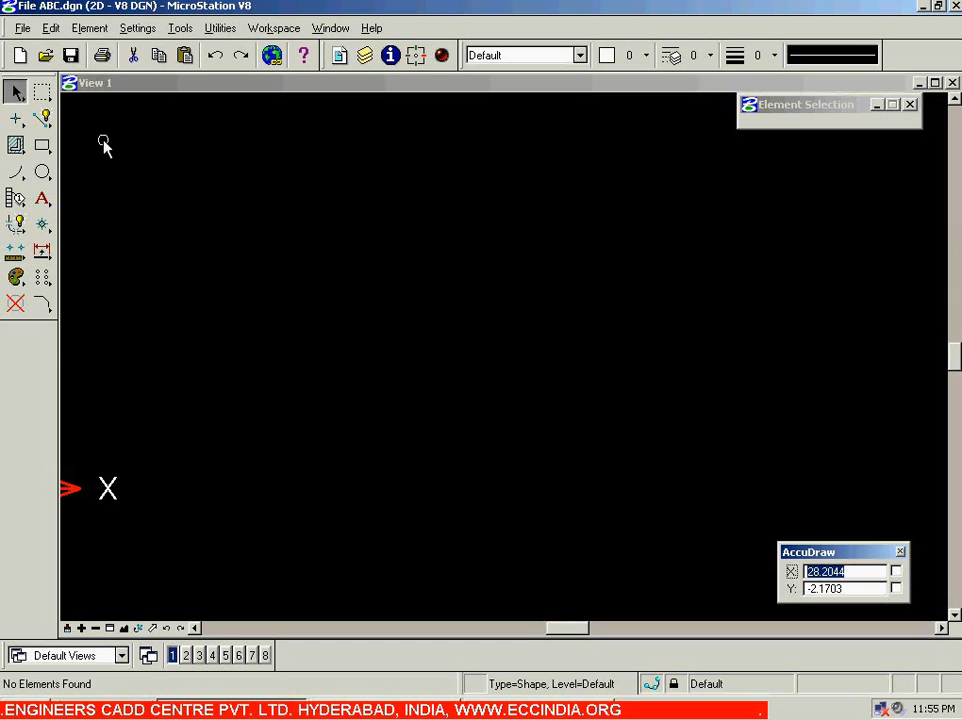 File ABC.dgn (2D - V8 DGN) - MicroStation V8
File Edit Element Settings Tools Utilities Workspace Window Help
Default 0 0 0
View 1
Element Selection
X
AccuDraw
X: 28.2044
Y: -2.1703
Default Views 1 2 3 4 5 6 7 8
No Elements Found Type=Shape, Level=Default Default
.ENGINEERS CADD CENTRE PVT. LTD. HYDERABAD, INDIA, WWW.ECCINDIA.ORG .
11:55 PM